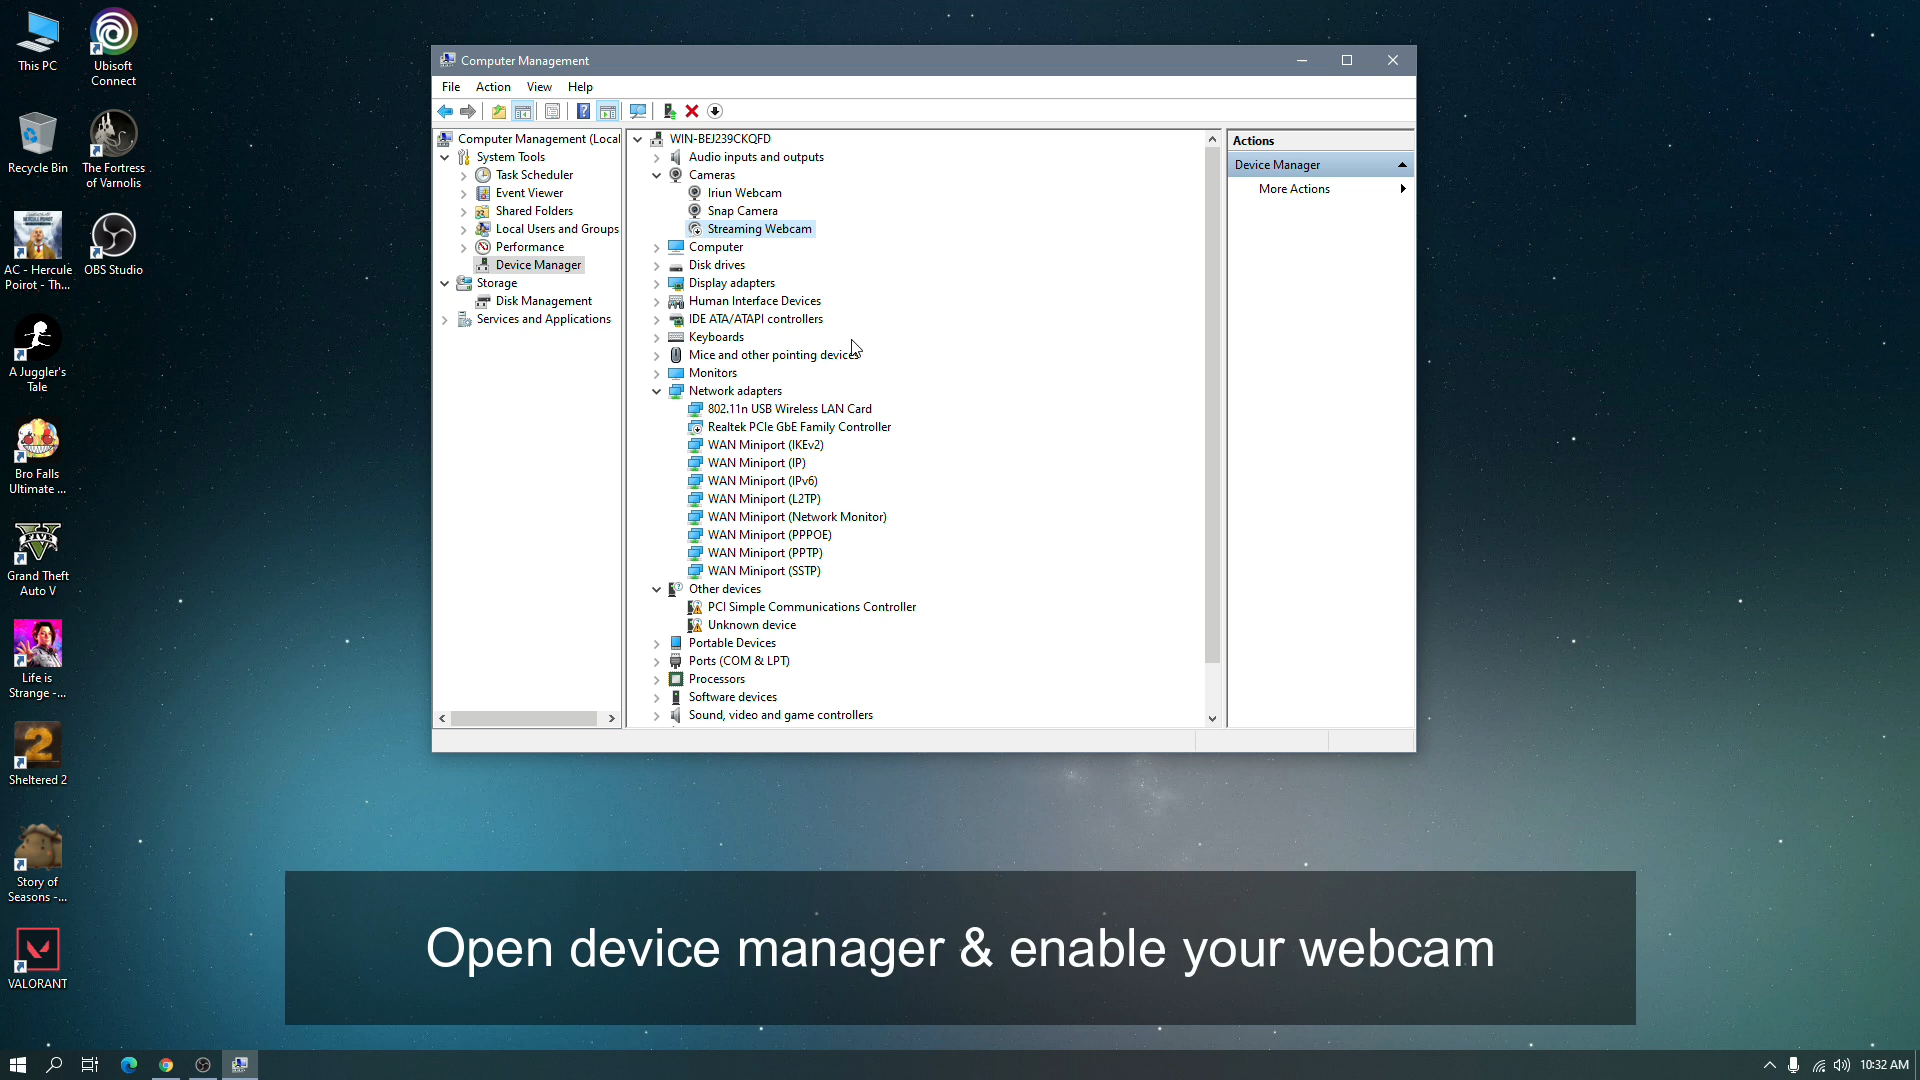 This PC
Ubisoft
Connect
Recycle Bin
The Fortress
of Varnolis
AC - Hercule
Poirot - Th...
OBS Studio
A Juggler's
Tale
Bro Falls
Ultimate ...
FIVE
Grand Theft
Auto V
Life is
Strange -...
2
Sheltered 2
Story of
Seasons -...
VALORANT
Computer Management
File Action View Help
Computer Management (Local
System Tools
Task Scheduler
Event Viewer
Shared Folders
Local Users and Groups
Performance
Device Manager
Storage
Disk Management
Services and Applications
WIN-BEJ239CKQFD
Audio inputs and outputs
Cameras
Iriun Webcam
Snap Camera
Streaming Webcam
Computer
Disk drives
Display adapters
Human Interface Devices
IDE ATA/ATAPI controllers
Keyboards
Mice and other pointing devices
Monitors
Network adapters
802.11n USB Wireless LAN Card
Realtek PCIe GbE Family Controller
WAN Miniport (IKEv2)
WAN Miniport (IP)
WAN Miniport (IPv6)
WAN Miniport (L2TP)
WAN Miniport (Network Monitor)
WAN Miniport (PPPOE)
WAN Miniport (PPTP)
WAN Miniport (SSTP)
Other devices
PCI Simple Communications Controller
Unknown device
Portable Devices
Ports (COM & LPT)
Processors
Software devices
Sound, video and game controllers
Actions
Device Manager
More Actions
Open device manager & enable your webcam
10:32 AM